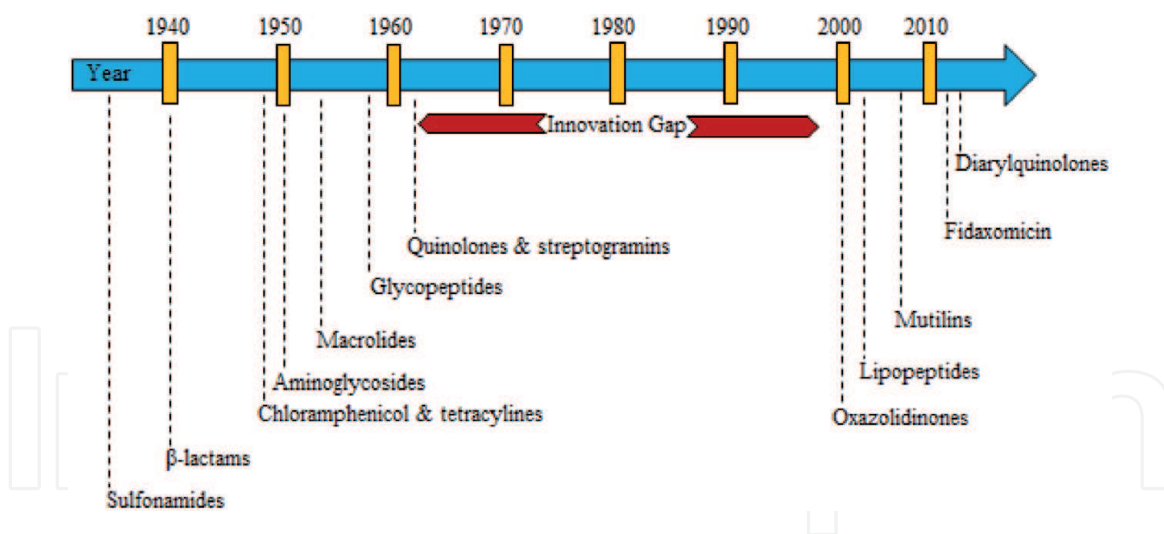 1940 1950 1960 1970 1980 1990 2000 2010
Year
Innovation Gap
Diarylquinolones
Fidaxomicin
Quinolones & streptogramins
Glycopeptides
Mutilins
Macrolides
Lipopeptides
Aminoglycosides
Chloramphenicol & tetracylines
Oxazolidinones
β-lactams
Sulfonamides